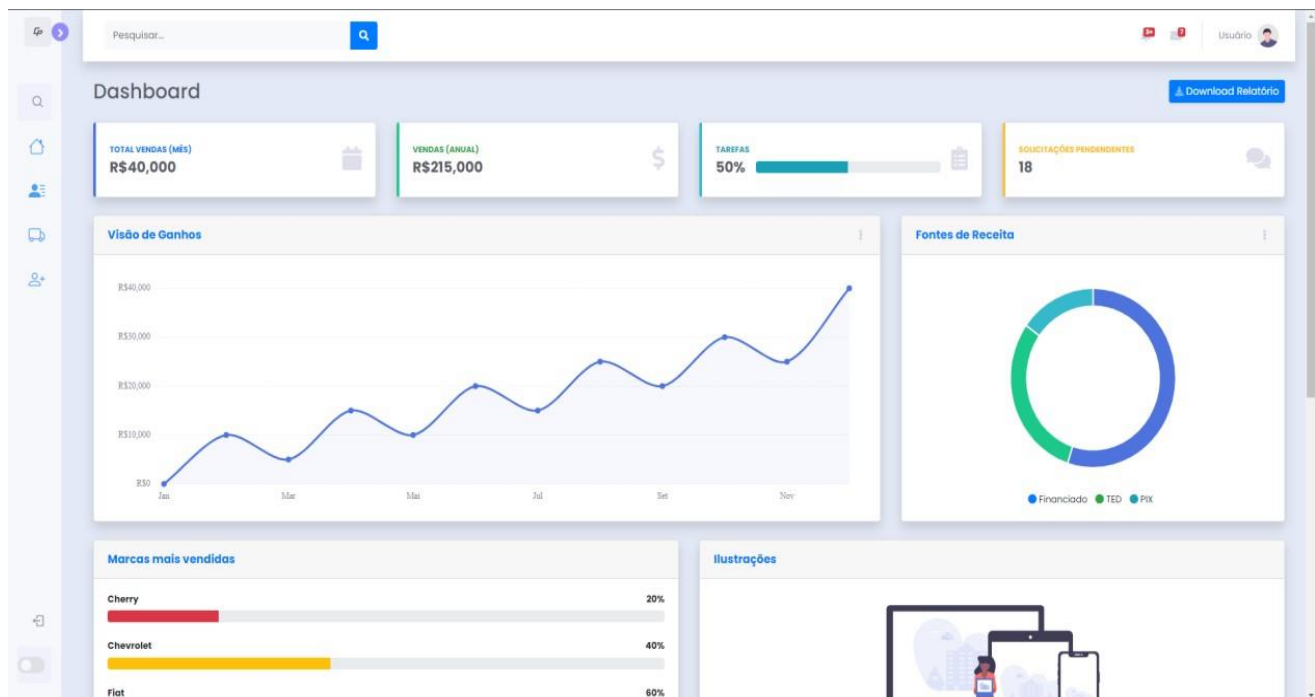 Pesquisar...
3+
7
Usuário
Dashboard
Download Relatório
TOTAL VENDAS (MÊS)
R$40,000
VENDAS (ANUAL)
R$215,000
TAREFAS
50%
SOLICITAÇÕES PENDENDENTES
18
Visão de Ganhos
Fontes de Receita
R$40,000
R$30,000
R$20,000
R$10,000
R$0
Jan
Mar
Mai
Jul
Set
Nov
Financiado
TED
PIX
Marcas mais vendidas
Ilustrações
Cherry
20%
Chevrolet
40%
Fiat
60%